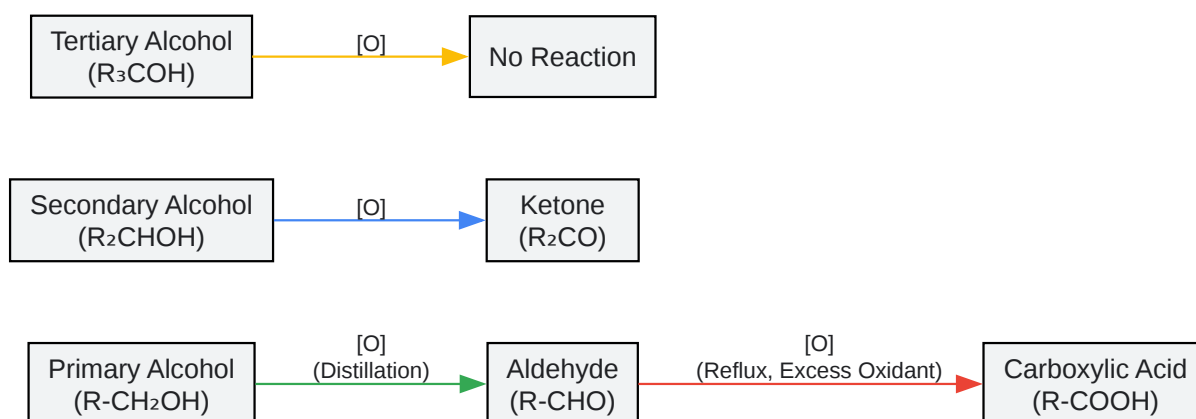 Tertiary Alcohol
(R₃COH)
[O]
No Reaction
Secondary Alcohol
(R₂CHOH)
[O]
Ketone
(R₂CO)
Primary Alcohol
(R-CH₂OH)
[O]
(Distillation)
Aldehyde
(R-CHO)
[O]
(Reflux, Excess Oxidant)
Carboxylic Acid
(R-COOH)